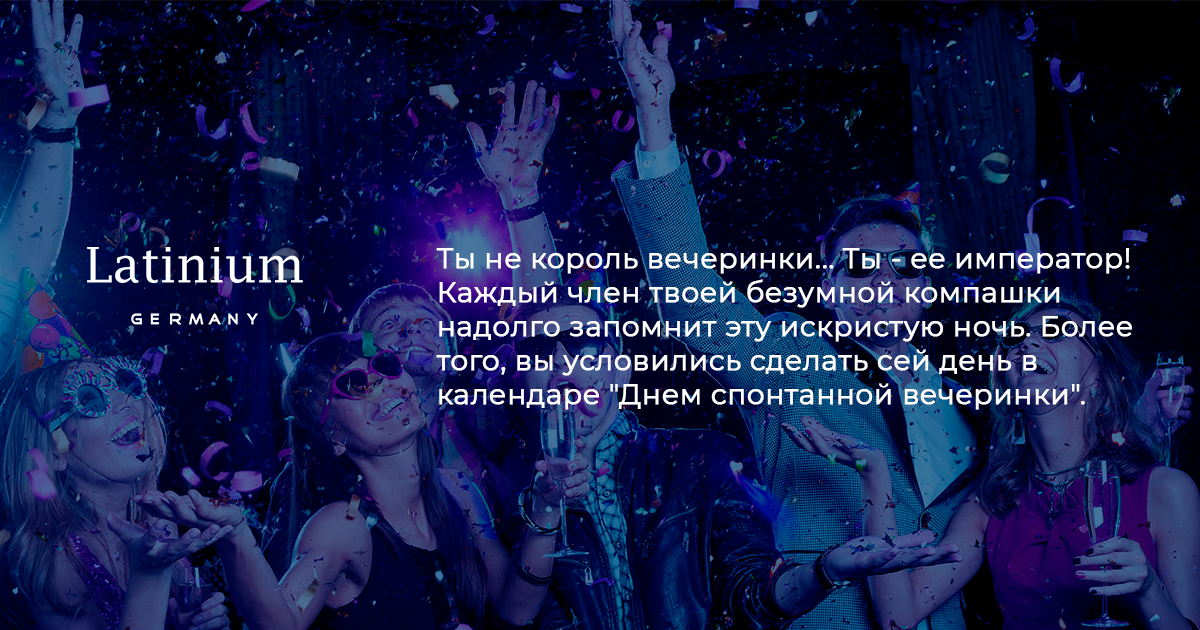 Latinium
GERMANY
Ты не король вечеринки... Ты - ее император!
Каждый член твоей безумной компашки
надолго запомнит эту искристую ночь. Более
того, вы условились сделать сей день в
календаре "Днем спонтанной вечеринки".